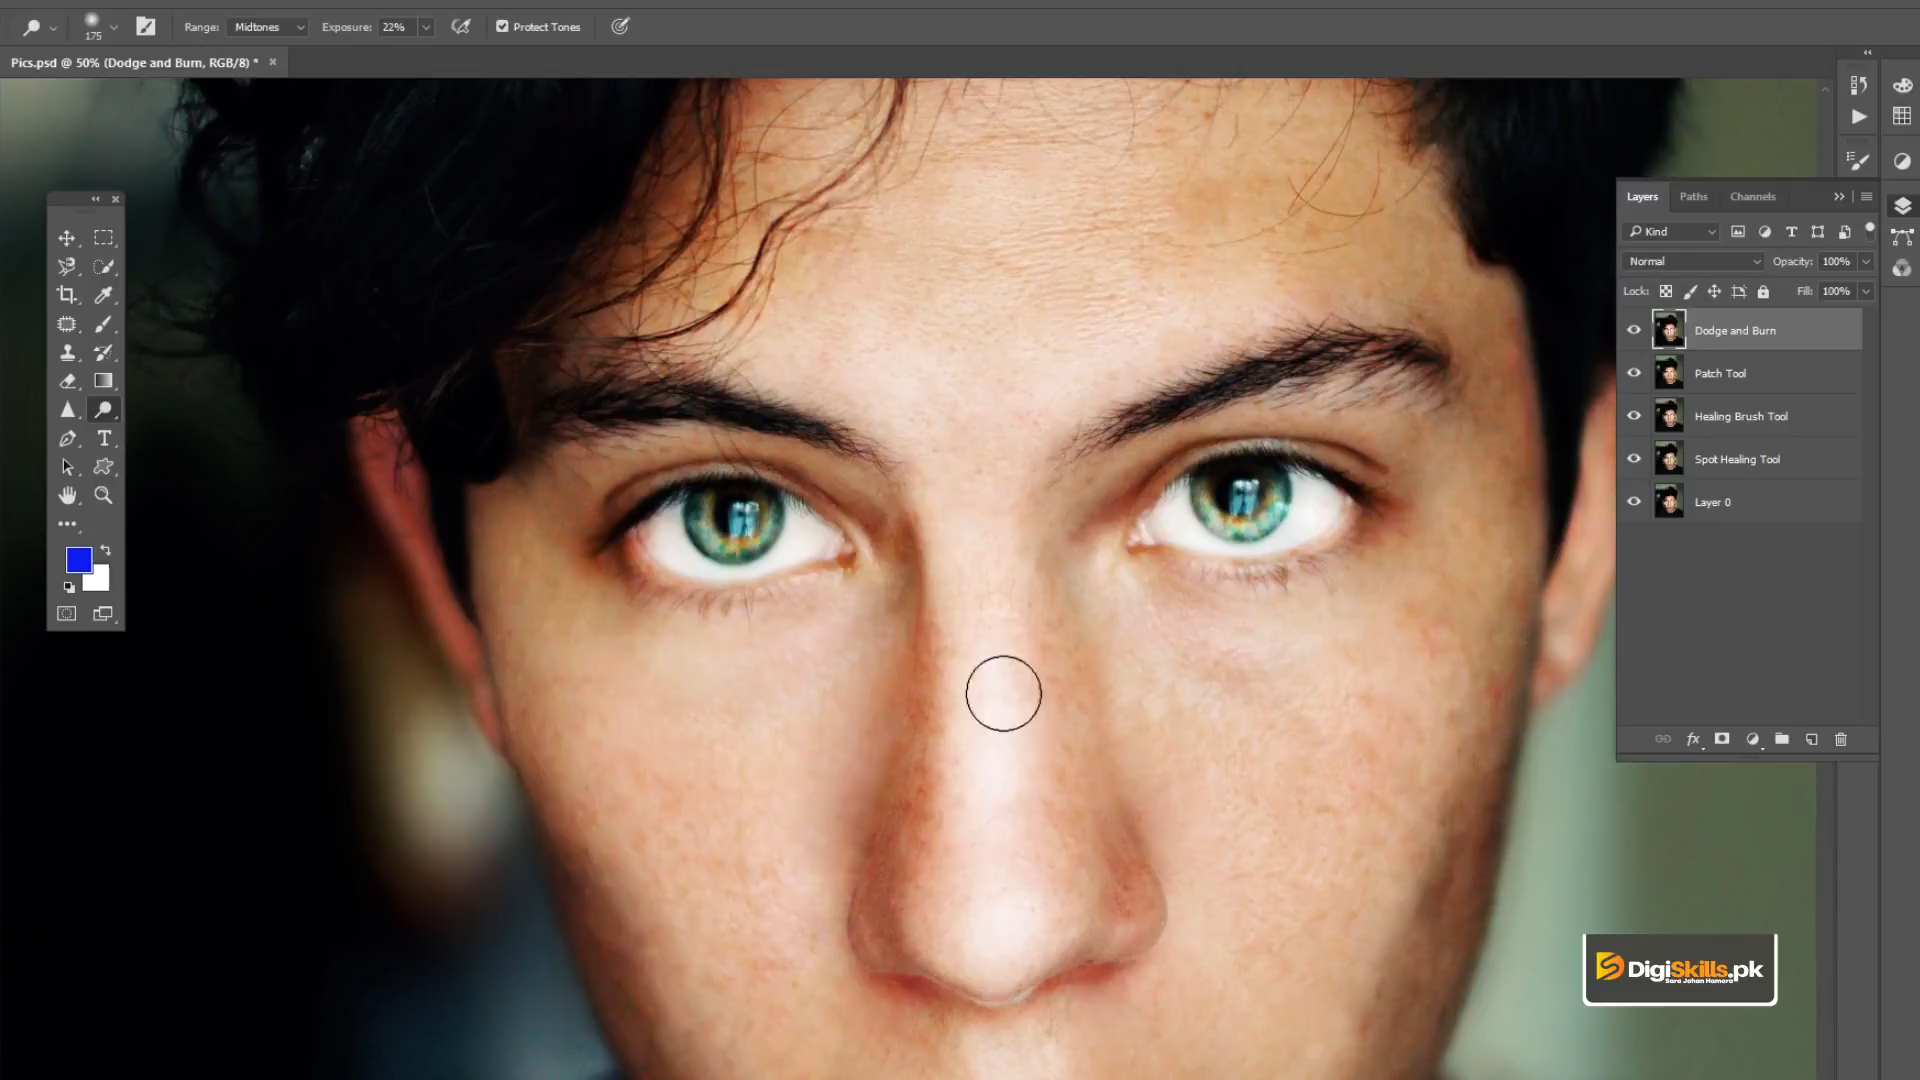 175
Range: Midtones
Exposure: 22%
Protect Tones
Pics.psd @ 50% (Dodge and Burn, RGB/8) *
Layers Paths Channels
Kind
Normal Opacity: 100%
Lock: Fill: 100%
Dodge and Burn
Patch Tool
Healing Brush Tool
Spot Healing Tool
Layer 0
fx
DigiSkills.pk
Sara Jahan Hamara